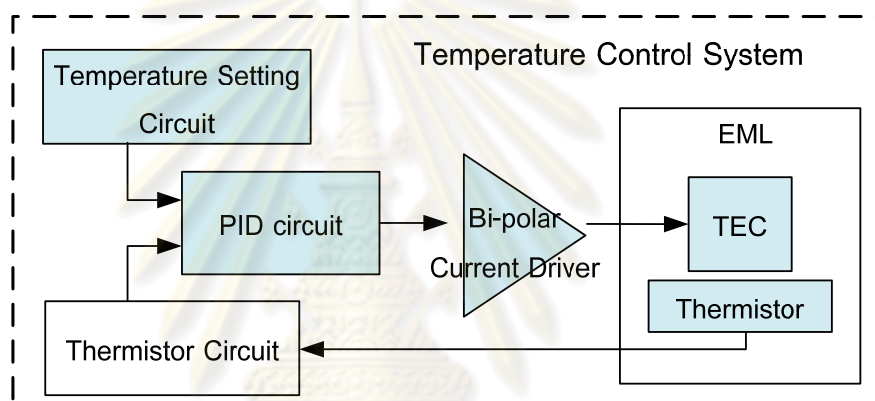 Temperature Control System
Temperature Setting
Circuit
EML
PID circuit
Bi-polar
Current Driver
TEC
Thermistor
Thermistor Circuit